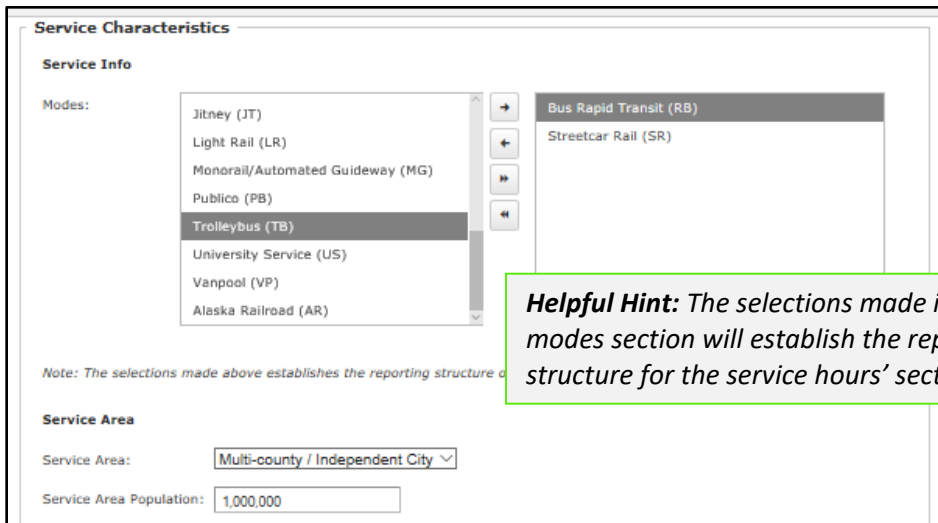 Service Characteristics
Service Info
Modes:
Jitney (JT)
Light Rail (LR)
Monorail/Automated Guideway (MG)
Publico (PB)
Trolleybus (TB)
University Service (US)
Vanpool (VP)
Alaska Railroad (AR)
Bus Rapid Transit (RB)
Streetcar Rail (SR)
Helpful Hint: The selections made
modes section will establish the
structure for the service hours'
Note: The selections made above establishes the reporting structure
Service Area
Service Area: Multi-county / Independent City
Service Area Population: 1,000,000